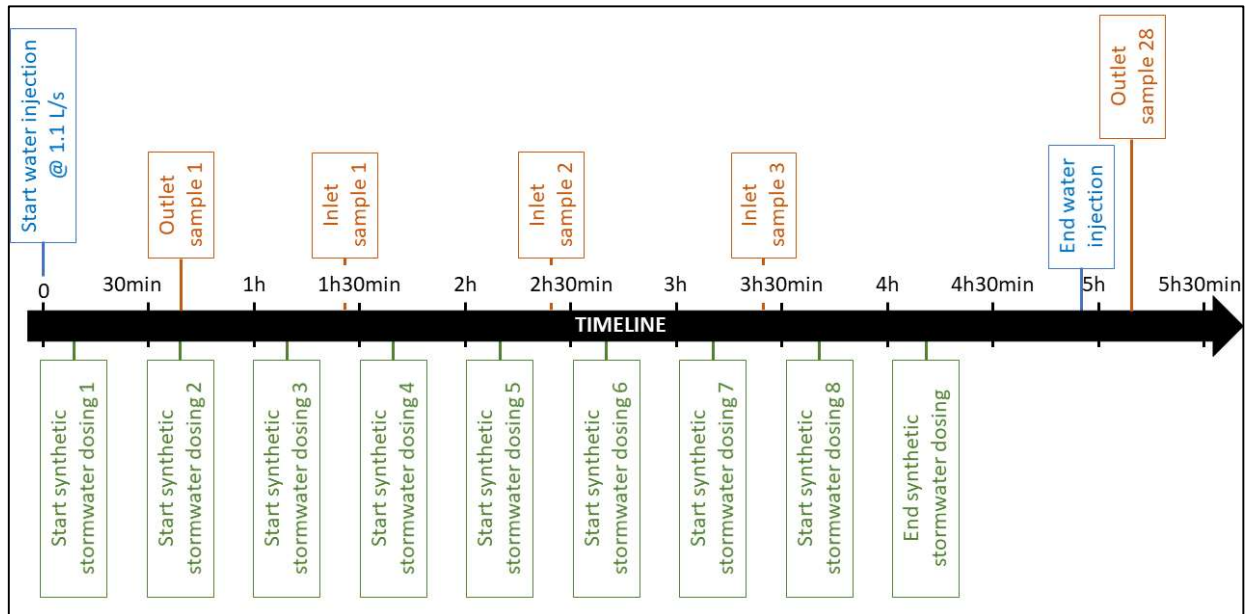 Start water injection
@ 1.1 L/s
Outlet
sample 1
Inlet
sample 1
Inlet
sample 2
Inlet
sample 3
End water
injection
Outlet
sample 28
0
30min
1h
1h30min
2h
2h30min
3h
3h30min
4h
4h30min
5h
5h30min
TIMELINE
Start synthetic
stormwater dosing 1
Start synthetic
stormwater dosing 2
Start synthetic
stormwater dosing 3
Start synthetic
stormwater dosing 4
Start synthetic
stormwater dosing 5
Start synthetic
stormwater dosing 6
Start synthetic
stormwater dosing 7
Start synthetic
stormwater dosing 8
End synthetic
stormwater dosing